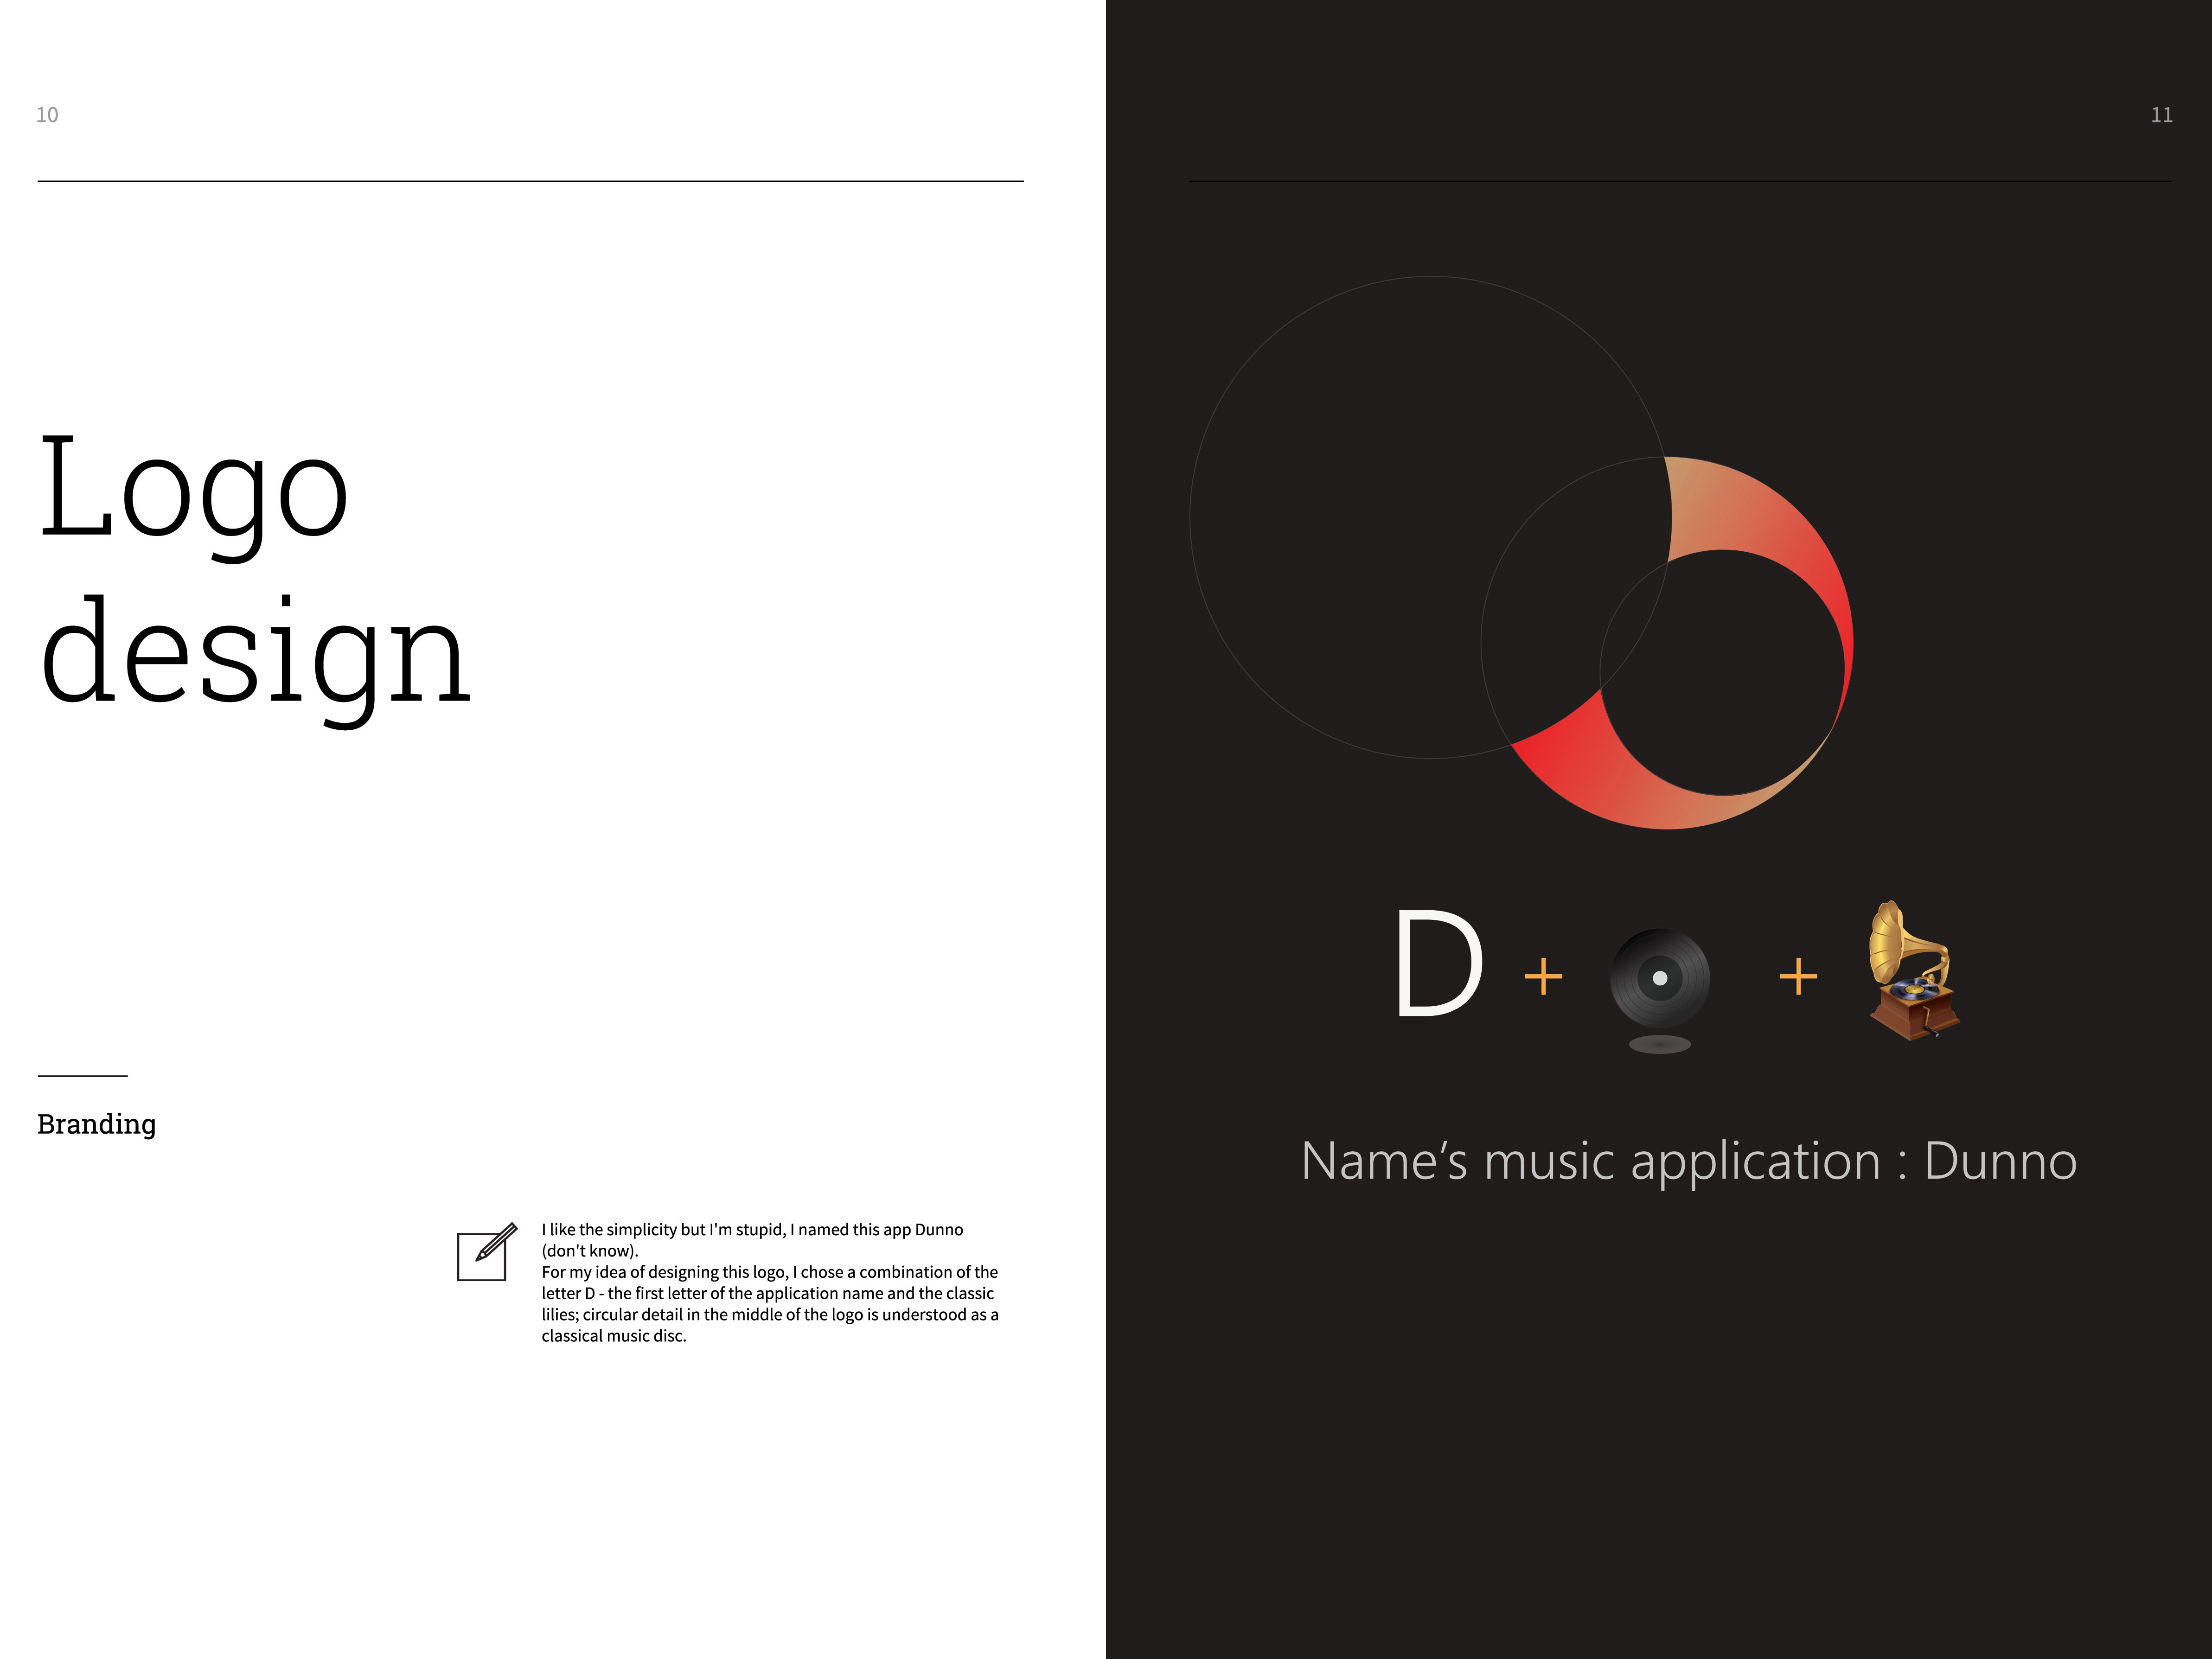 10
Logo
design
Branding
I like the simplicity but I'm stupid, I named this app Dunno
(don't know).
For my idea of designing this logo, I chose a combination of the
letter D - the first letter of the application name and the classic
lilies; circular detail in the middle of the logo is understood as a
classical music disc.
11
D + +
Name’s music application : Dunno